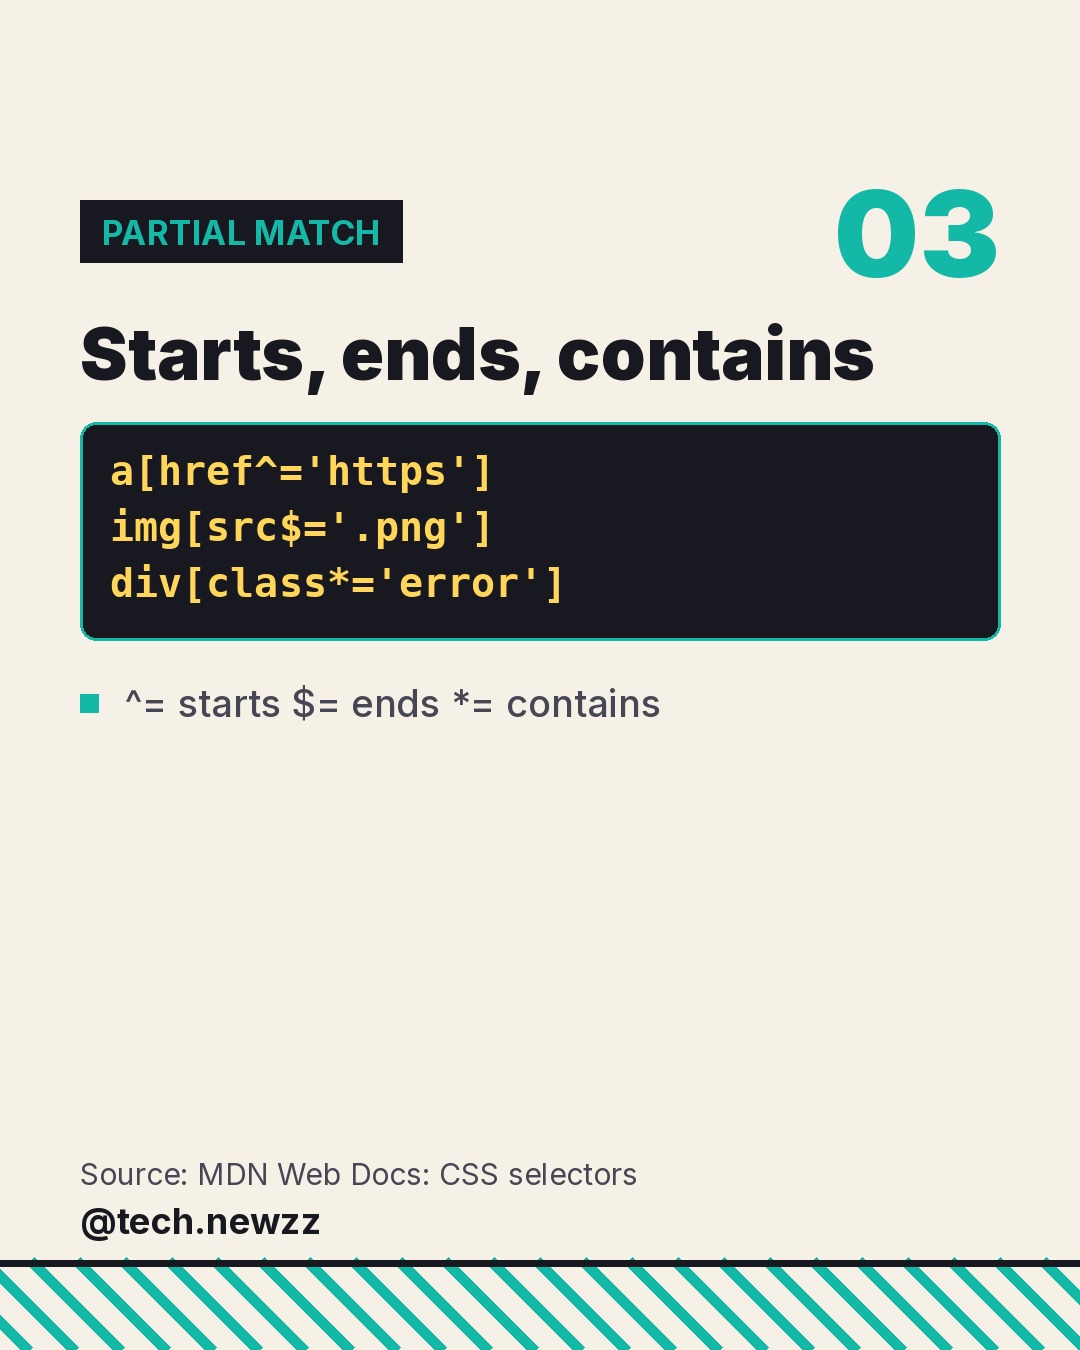 PARTIAL MATCH
03
Starts, ends, contains
a[href^='https']
img[src$='.png']
div[class*='error']
^= starts $= ends *= contains
Source: MDN Web Docs: CSS selectors
@tech.newzz